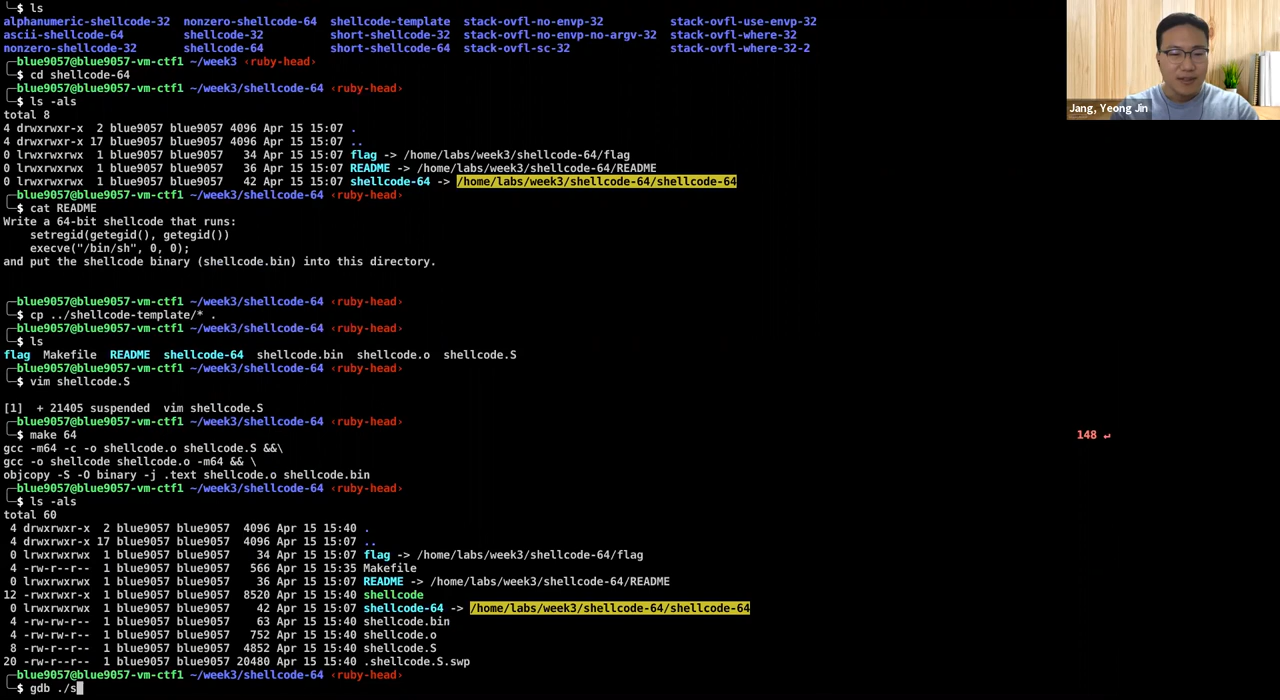 $ ls
alphanumeric-shellcode-32  nonzero-shellcode-64  shellcode-template  stack-ovfl-no-envp-32  stack-ovfl-use-envp-32
ascii-shellcode-64  shellcode-32  short-shellcode-32  stack-ovfl-no-envp-no-argv-32  stack-ovfl-where-32
nonzero-shellcode-32  shellcode-64  short-shellcode-64  stack-ovfl-sc-32  stack-ovfl-where-32-2
blue9057@blue9057-vm-ctf1 ~/week3 ‹ruby-head›
$ cd shellcode-64
blue9057@blue9057-vm-ctf1 ~/week3/shellcode-64 ‹ruby-head›
$ ls -als
total 8
4 drwxrwxr-x  2 blue9057 blue9057 4096 Apr 15 15:07 .
4 drwxrwxr-x 17 blue9057 blue9057 4096 Apr 15 15:07 ..
0 lrwxrwxrwx  1 blue9057 blue9057   34 Apr 15 15:07 flag -> /home/labs/week3/shellcode-64/flag
0 lrwxrwxrwx  1 blue9057 blue9057   36 Apr 15 15:07 README -> /home/labs/week3/shellcode-64/README
0 lrwxrwxrwx  1 blue9057 blue9057   42 Apr 15 15:07 shellcode-64 -> /home/labs/week3/shellcode-64/shellcode-64
blue9057@blue9057-vm-ctf1 ~/week3/shellcode-64 ‹ruby-head›
$ cat README
Write a 64-bit shellcode that runs:
    setregid(getegid(), getegid())
    execve("/bin/sh", 0, 0);
and put the shellcode binary (shellcode.bin) into this directory.
blue9057@blue9057-vm-ctf1 ~/week3/shellcode-64 ‹ruby-head›
$ cp ../shellcode-template/* .
blue9057@blue9057-vm-ctf1 ~/week3/shellcode-64 ‹ruby-head›
$ ls
flag  Makefile  README  shellcode-64  shellcode.bin  shellcode.o  shellcode.S
blue9057@blue9057-vm-ctf1 ~/week3/shellcode-64 ‹ruby-head›
$ vim shellcode.S
[1]  + 21405 suspended  vim shellcode.S
blue9057@blue9057-vm-ctf1 ~/week3/shellcode-64 ‹ruby-head›
$ make 64  148 ↵
gcc -m64 -c -o shellcode.o shellcode.S &&\
gcc -o shellcode shellcode.o -m64 && \
objcopy -S -O binary -j .text shellcode.o shellcode.bin
blue9057@blue9057-vm-ctf1 ~/week3/shellcode-64 ‹ruby-head›
$ ls -als
total 60
 4 drwxrwxr-x  2 blue9057 blue9057  4096 Apr 15 15:40 .
 4 drwxrwxr-x 17 blue9057 blue9057  4096 Apr 15 15:07 ..
 0 lrwxrwxrwx  1 blue9057 blue9057    34 Apr 15 15:07 flag -> /home/labs/week3/shellcode-64/flag
 4 -rw-r--r--  1 blue9057 blue9057   566 Apr 15 15:35 Makefile
 0 lrwxrwxrwx  1 blue9057 blue9057    36 Apr 15 15:07 README -> /home/labs/week3/shellcode-64/README
12 -rwxrwxr-x  1 blue9057 blue9057  8520 Apr 15 15:40 shellcode
 0 lrwxrwxrwx  1 blue9057 blue9057    42 Apr 15 15:07 shellcode-64 -> /home/labs/week3/shellcode-64/shellcode-64
 4 -rw-rw-r--  1 blue9057 blue9057    63 Apr 15 15:40 shellcode.bin
 4 -rw-rw-r--  1 blue9057 blue9057   752 Apr 15 15:40 shellcode.o
 8 -rw-r--r--  1 blue9057 blue9057  4852 Apr 15 15:40 shellcode.S
20 -rw-r--r--  1 blue9057 blue9057 20480 Apr 15 15:40 .shellcode.S.swp
blue9057@blue9057-vm-ctf1 ~/week3/shellcode-64 ‹ruby-head›
$ gdb ./s
Jang, Yeong Jin